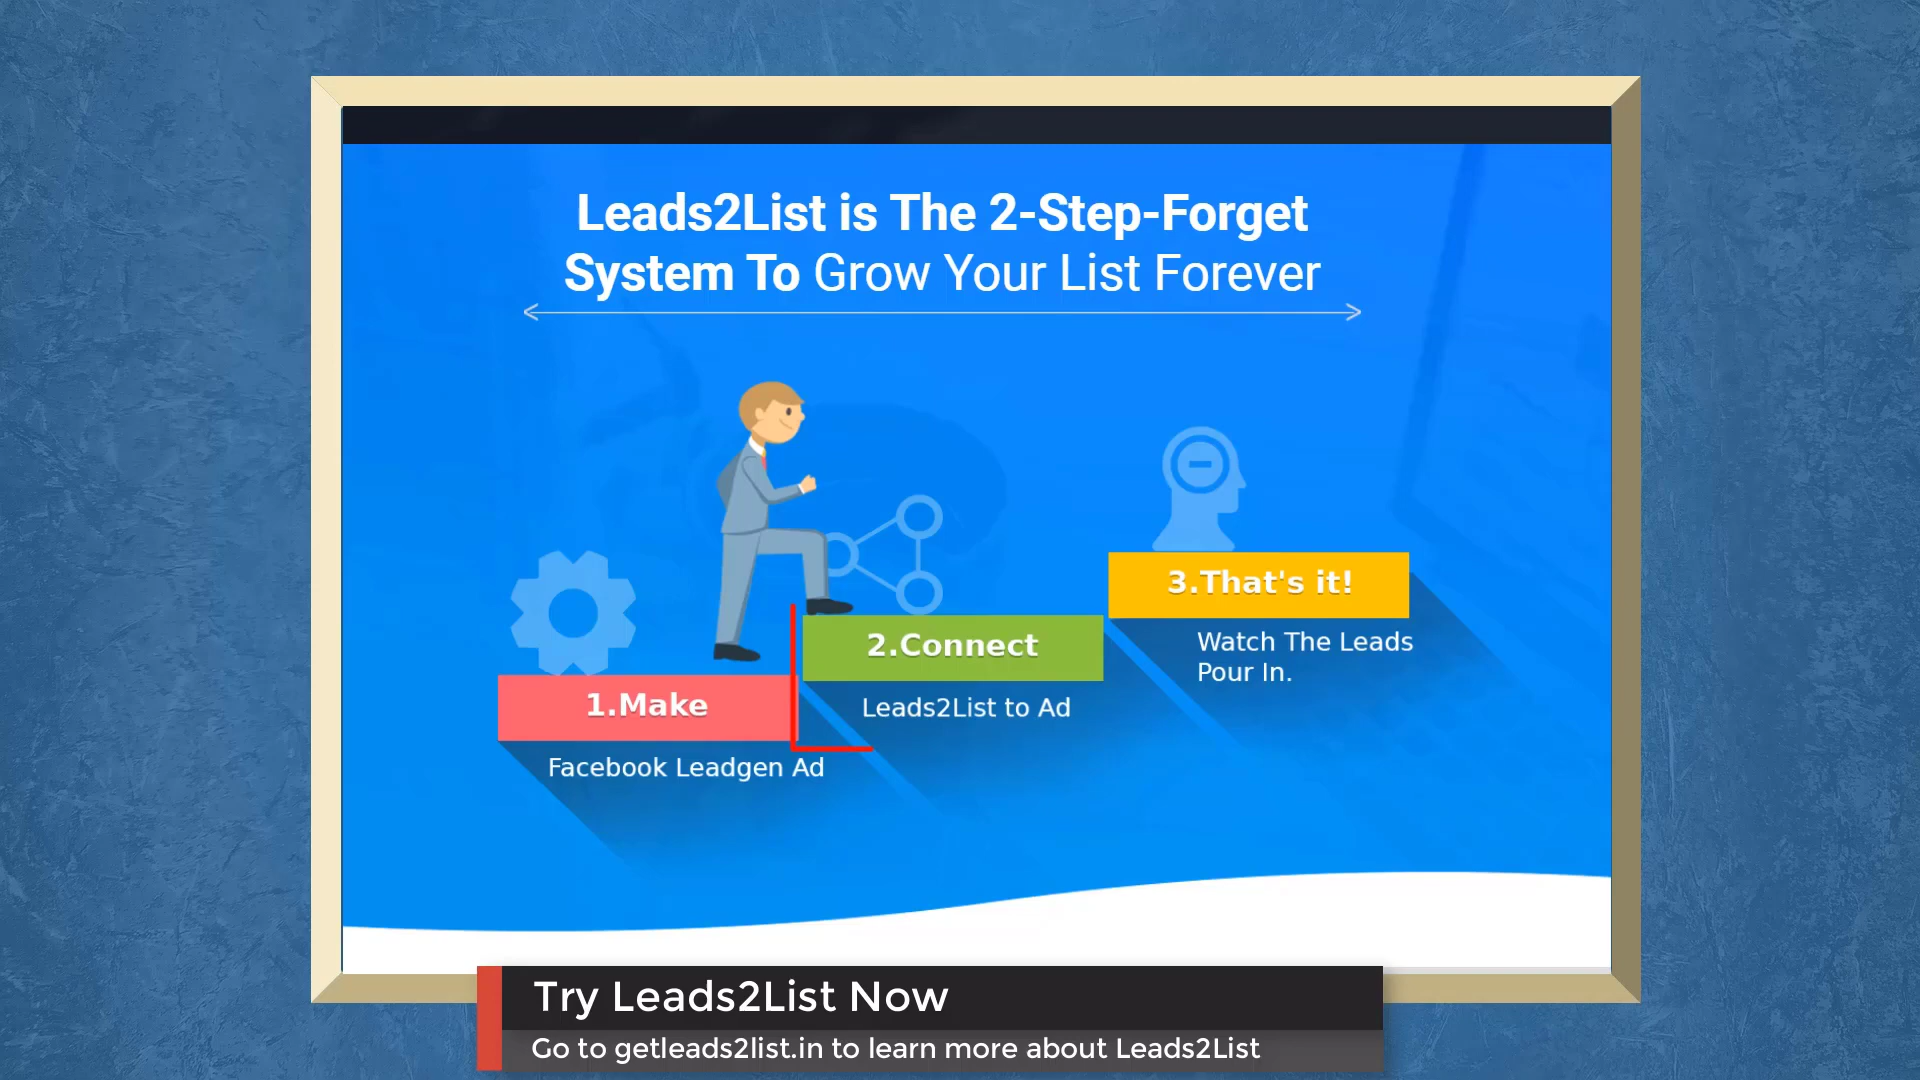 Leads2List is The 2-Step-Forget
System To Grow Your List Forever
1.Make
Facebook Leadgen Ad
2.Connect
Leads2List to Ad
3.That's it!
Watch The Leads
Pour In.
Try Leads2List Now
Go to getleads2list.in to learn more about Leads2List